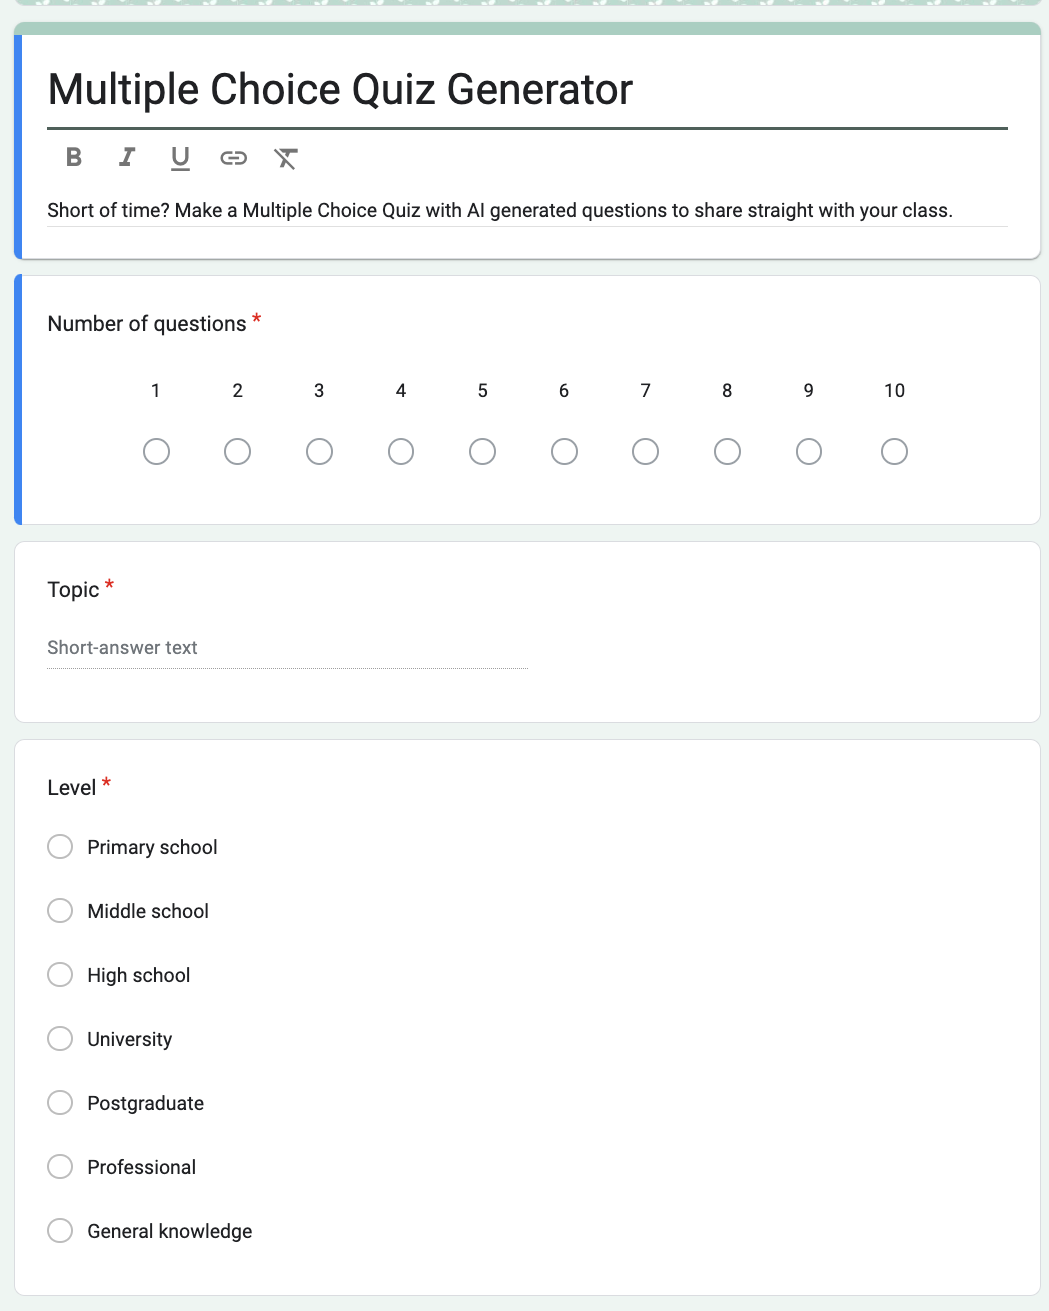 Multiple Choice Quiz Generator
B I U
Short of time? Make a Multiple Choice Quiz with AI generated questions to share straight with your class.
Number of questions *
1 2 3 4 5 6 7 8 9 10
Topic *
Short-answer text
Level *
Primary school
Middle school
High school
University
Postgraduate
Professional
General knowledge